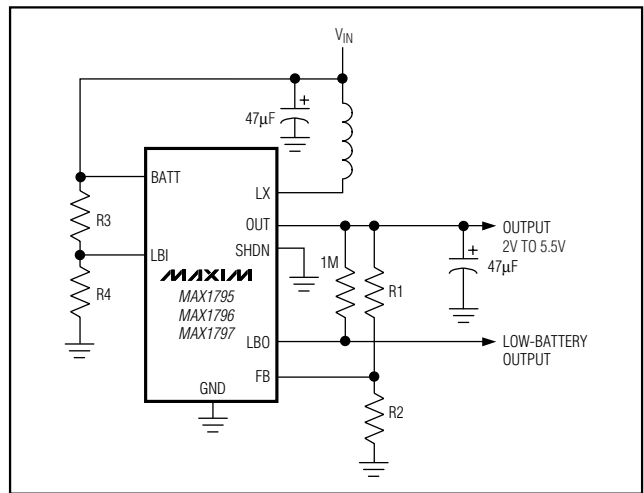 VIN
47µF
BATT
LX
R3
OUT
OUTPUT
2V TO 5.5V
SHDN
LBI
1M
R1
47µF
MAXIM
R4
MAX1795
MAX1796
MAX1797
LBO
LOW-BATTERY
OUTPUT
FB
GND
R2
+
+